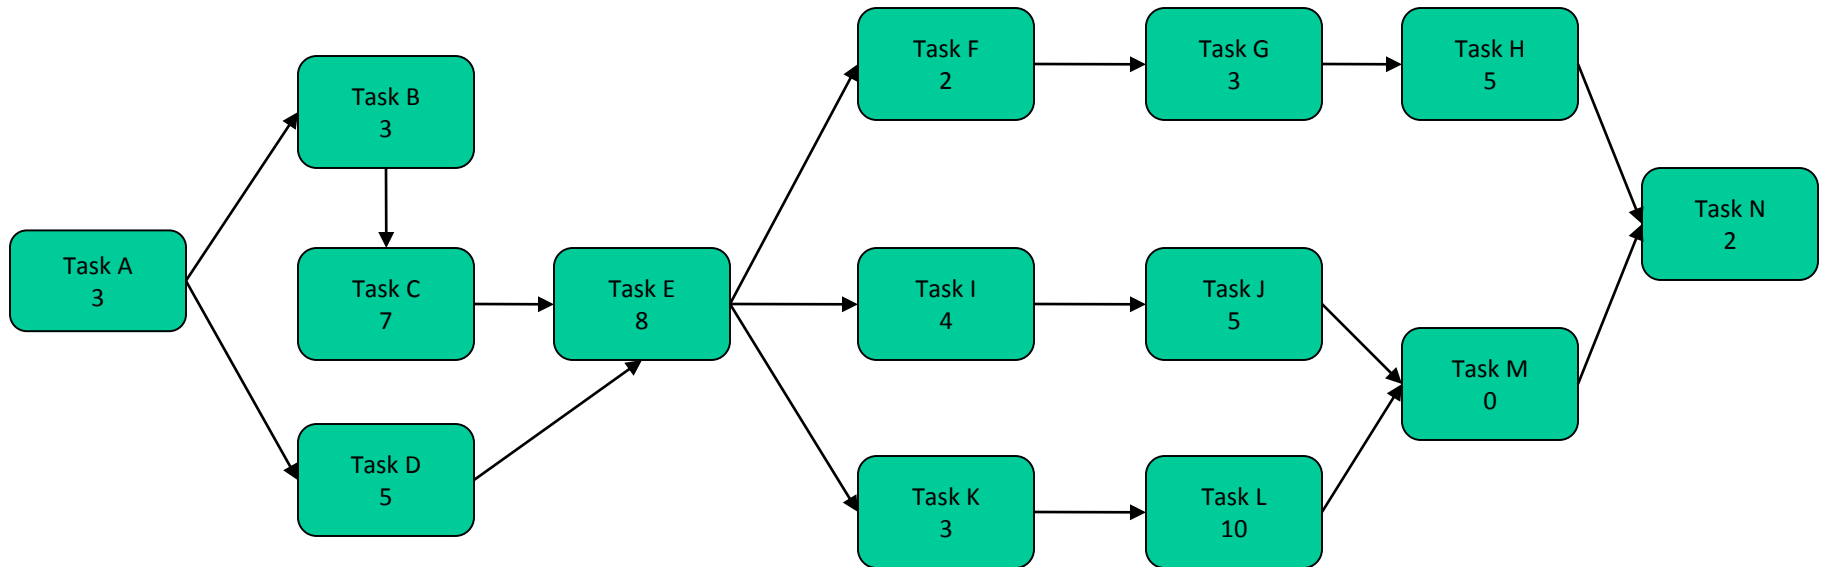 Task A
3
Task B
3
Task C
7
Task D
5
Task E
8
Task F
2
Task G
3
Task H
5
Task I
4
Task J
5
Task K
3
Task L
10
Task M
0
Task N
2